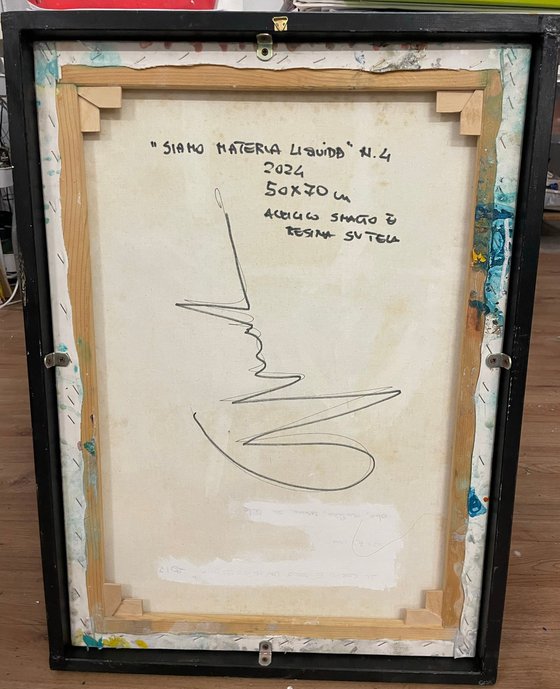 "SIAMO MATERIA LIQUIDA" N.4
2024
50x70 cm
ACRILICO SMALTO E
RESINA SU TELA